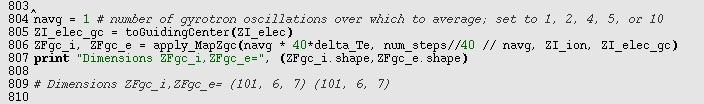 803
804 navg = 1 # number of gyrotron oscillations over which to average; set to 1, 2, 4, 5, or 10
805 ZI_elec_gc = toGuidingCenter(ZI_elec)
806 ZFgc_i, ZFgc_e = apply_MapZgc(navg * 40*delta_Te, num_steps//40 // navg, ZI_ion, ZI_elec_gc)
807 print "Dimensions ZFgc_i,ZFgc_e=", (ZFgc_i.shape,ZFgc_e.shape)
808
809 # Dimensions ZFgc_i,ZFgc_e= (101, 6, 7) (101, 6, 7)
810